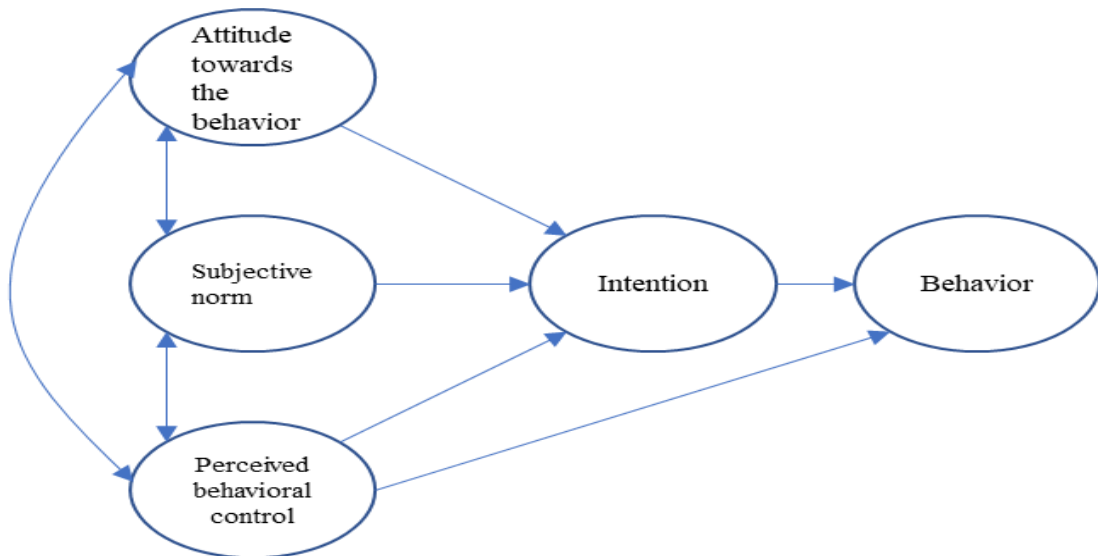 Attitude
towards
the
behavior
Subjective
norm
Intention
Behavior
Perceived
behavioral
control